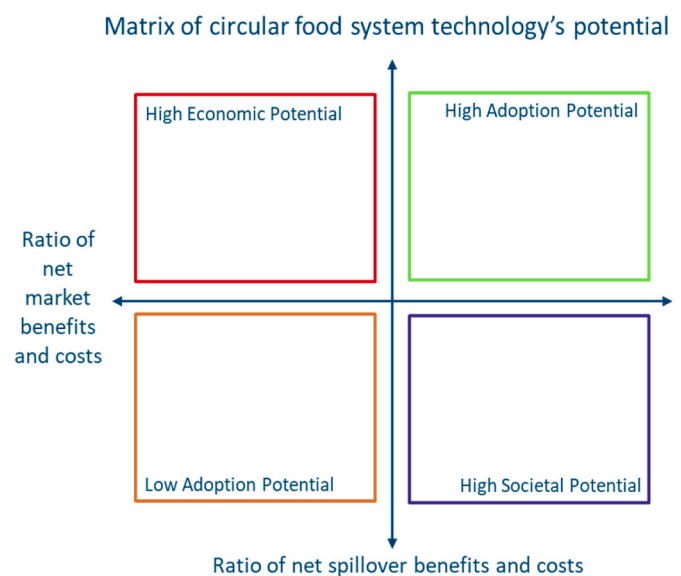 Matrix of circular food system technology's potential
High Economic Potential
High Adoption Potential
Ratio of
net
market
benefits
and costs
Low Adoption Potential
High Societal Potential
Ratio of net spillover benefits and costs